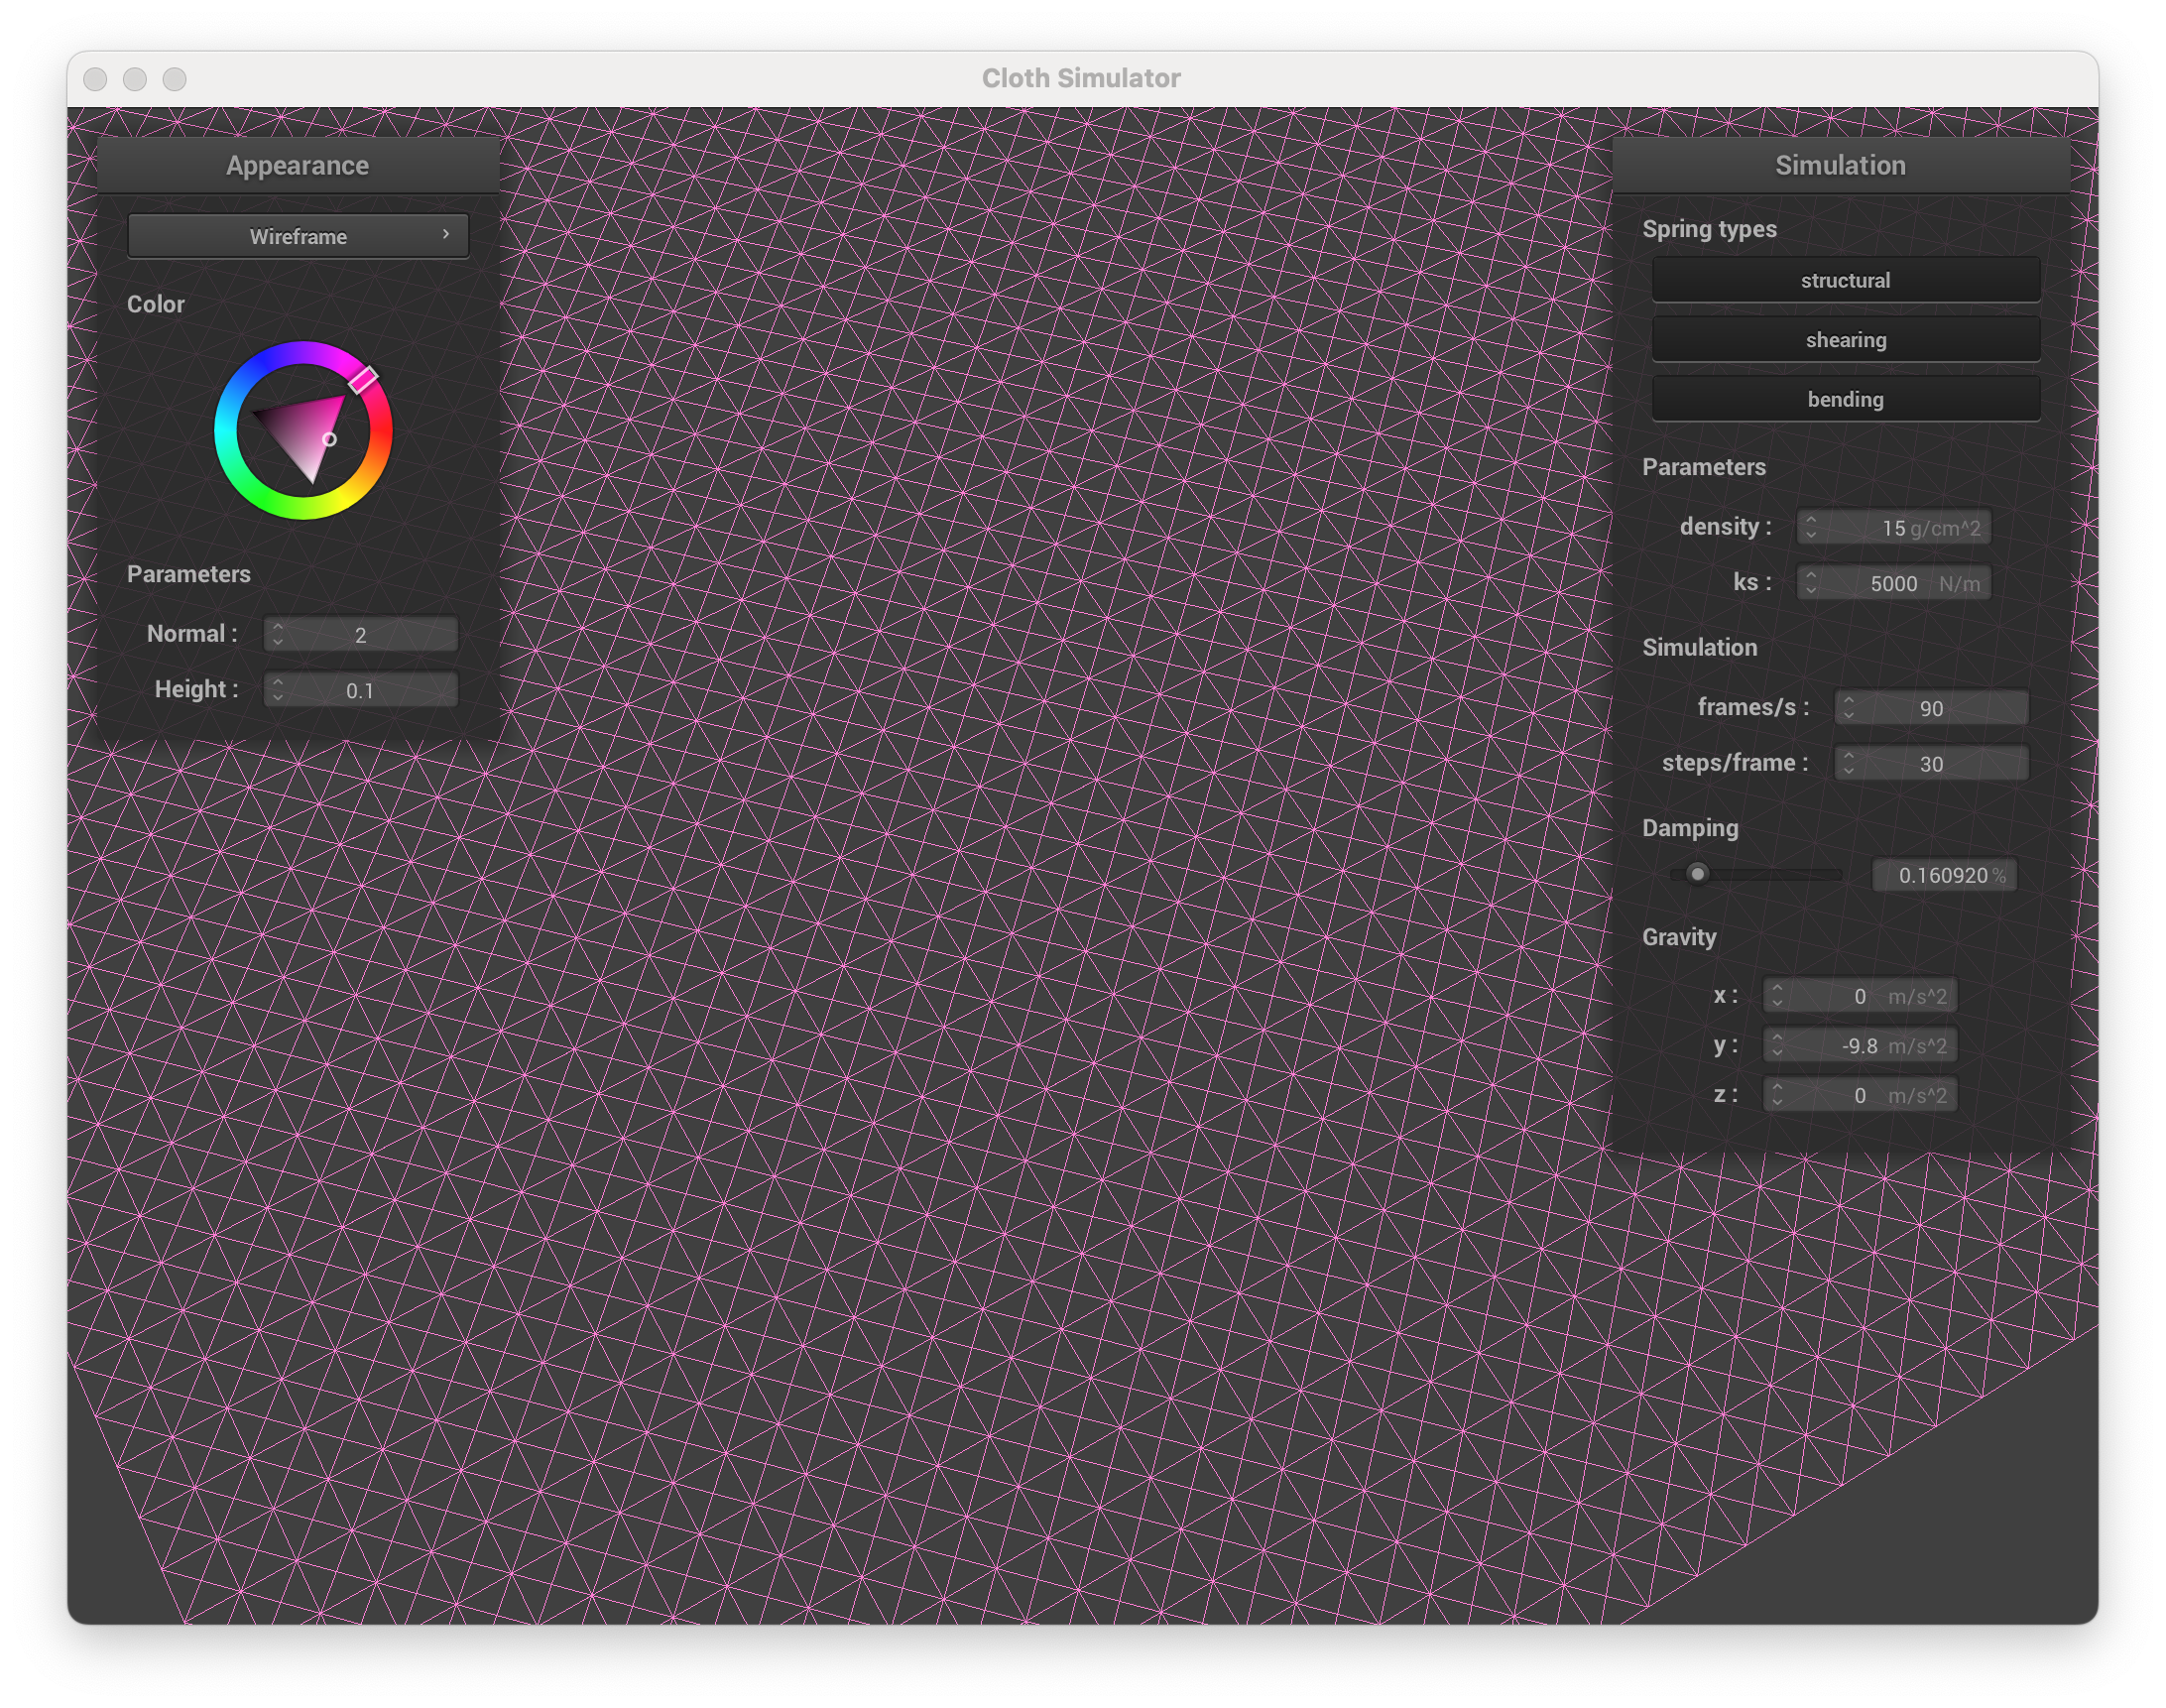 Cloth Simulator
Appearance
Wireframe
Color
Parameters
Normal : 2
Height : 0.1
Simulation
Spring types
structural
shearing
bending
Parameters
density : 15 g/cm^2
ks : 5000 N/m
Simulation
frames/s : 90
steps/frame : 30
Damping
0.160920 %
Gravity
x : 0 m/s^2
y : -9.8 m/s^2
z : 0 m/s^2